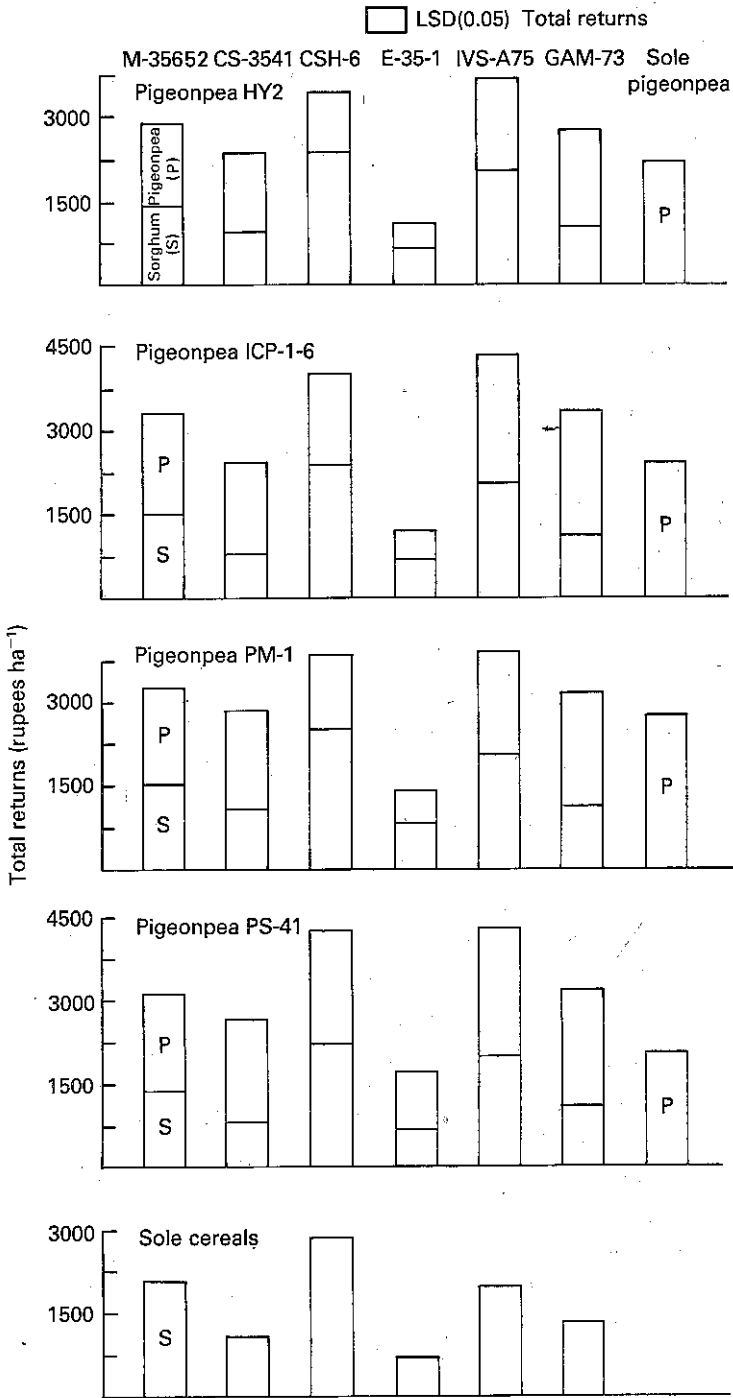 LSD(0.05) Total returns
M-35652 CS-3541 CSH-6 E-35-1 IVS-A75 GAM-73 Sole pigeonpea
Pigeonpea HY2
3000
1500
Pigeonpea (P)
Sorghum (S)
P
4500
Pigeonpea ICP-1-6
3000
1500
P
S
P
Pigeonpea PM-1
3000
1500
P
S
P
Total returns (rupees ha⁻¹)
4500
Pigeonpea PS-41
3000
1500
P
S
P
3000
Sole cereals
1500
S